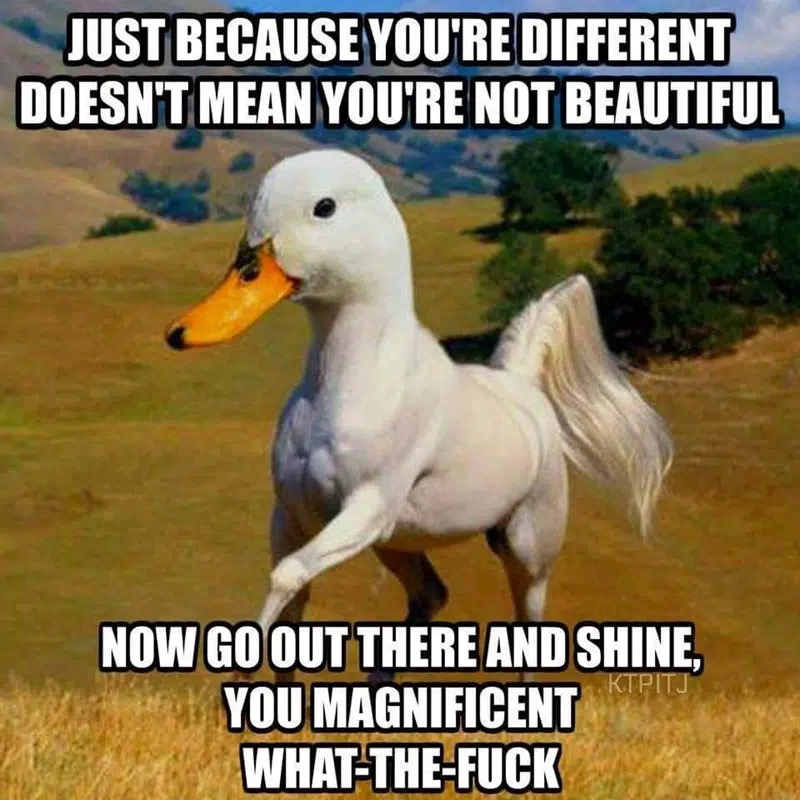 JUST BECAUSE YOU'RE DIFFERENT
DOESN'T MEAN YOU'RE NOT BEAUTIFUL
NOW GO OUT THERE AND SHINE,
KTPITJ
YOU MAGNIFICENT
WHAT-THE-FUCK